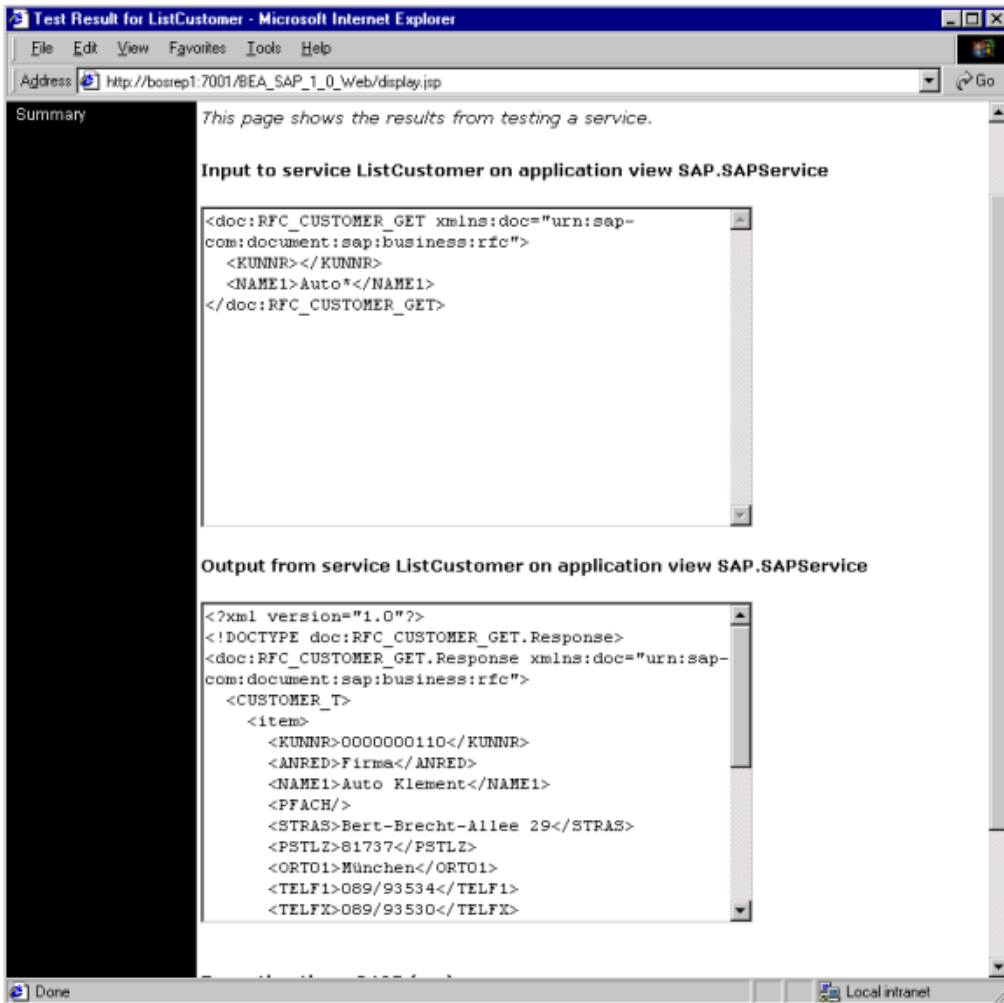 Test Result for ListCustomer - Microsoft Internet Explorer
File Edit View Favorites Tools Help
Address http://bosrep1:7001/BEA_SAP_1_0_Web/display.jsp Go
Summary
This page shows the results from testing a service.
Input to service ListCustomer on application view SAP.SAPService
<doc:RFC_CUSTOMER_GET xmlns:doc="urn:sap-
com:document:sap:business:rfc">
<KUNNR></KUNNR>
<NAME1>Auto*</NAME1>
</doc:RFC_CUSTOMER_GET>
Output from service ListCustomer on application view SAP.SAPService
<?xml version="1.0"?>
<!DOCTYPE doc:RFC_CUSTOMER_GET.Response>
<doc:RFC_CUSTOMER_GET.Response xmlns:doc="urn:sap-
com:document:sap:business:rfc">
<CUSTOMER_T>
<item>
<KUNNR>0000000110</KUNNR>
<ANRED>Firma</ANRED>
<NAME1>Auto Klement</NAME1>
<PFACH/>
<STRAS>Bert-Brecht-Allee 29</STRAS>
<PSTLZ>81737</PSTLZ>
<ORT01>München</ORT01>
<TELF1>089/93534</TELF1>
<TELFX>089/93530</TELFX>
Done
Local intranet